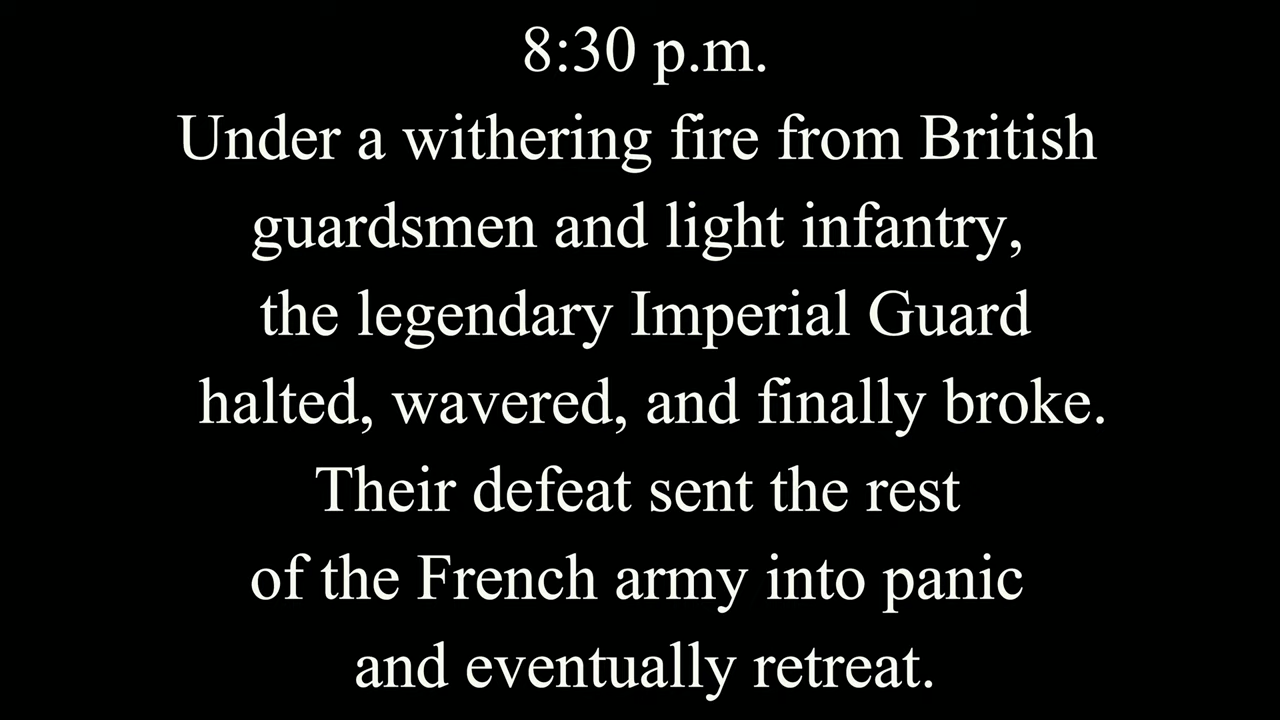 8:30 p.m.
Under a withering fire from British
guardsmen and light infantry,
the legendary Imperial Guard
halted, wavered, and finally broke.
Their defeat sent the rest
of the French army into panic
and eventually retreat.